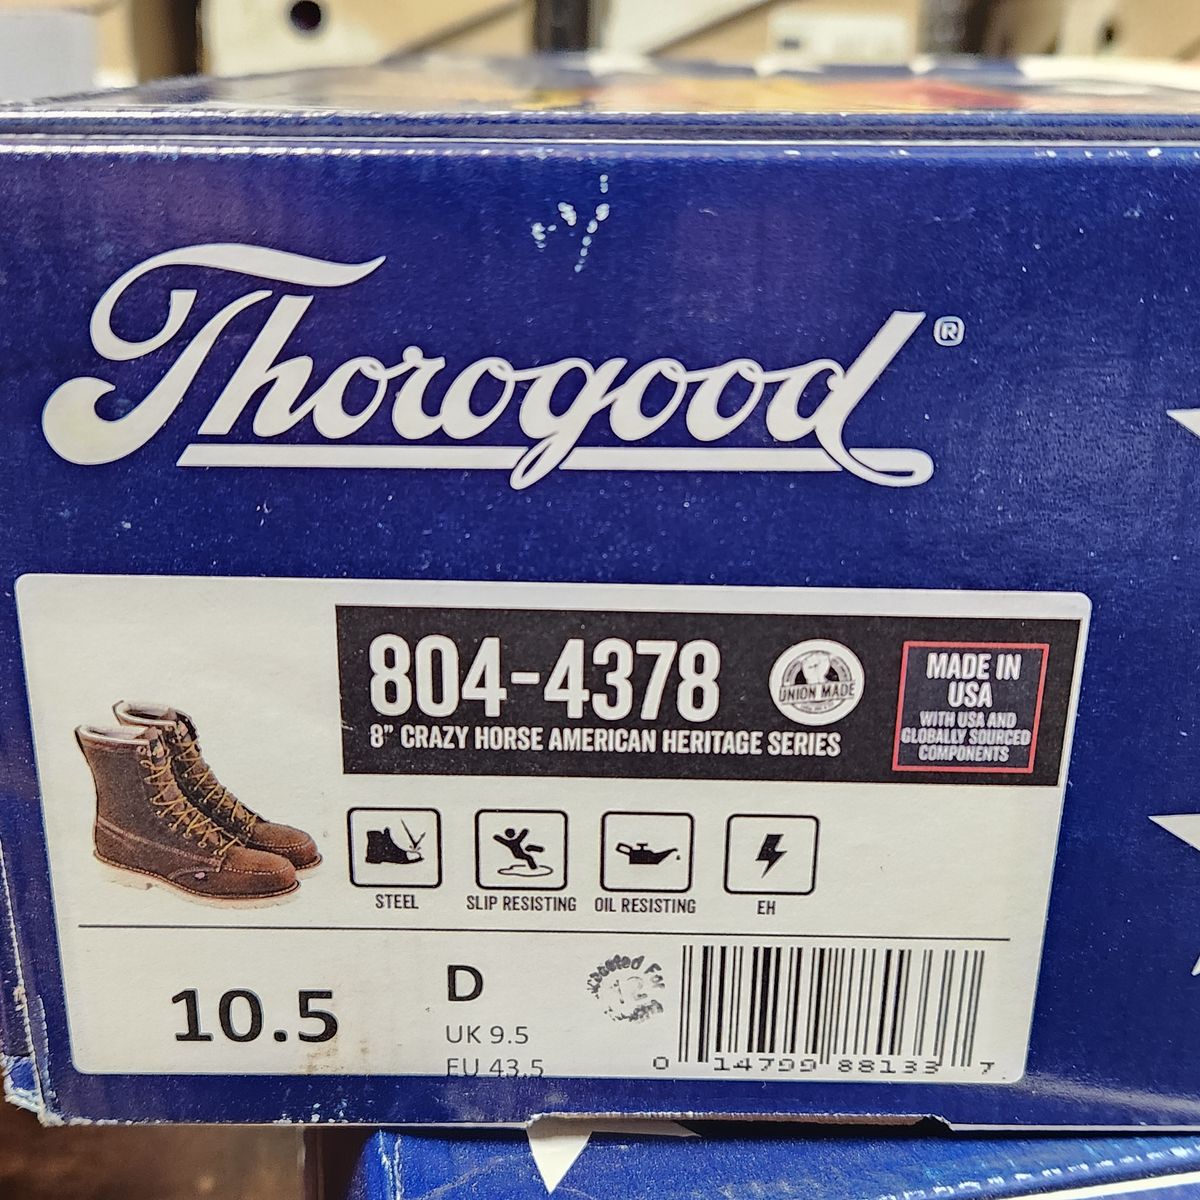 Thorogood®
804-4378
8" CRAZY HORSE AMERICAN HERITAGE SERIES
UNION MADE
MADE IN
USA
WITH USA AND
GLOBALLY SOURCED
COMPONENTS
STEEL
SLIP RESISTING
OIL RESISTING
EH
10.5
D
UK 9.5
EU 43.5
For
12
0 14799 88133 7